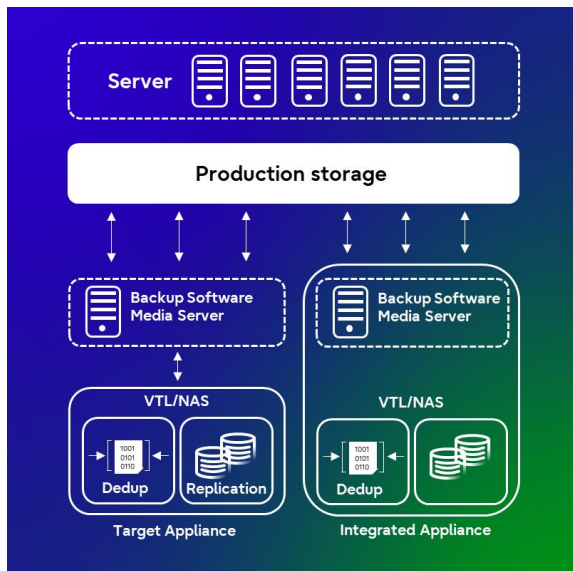 Server
Production storage
Backup Software
Media Server
Backup Software
Media Server
VTL/NAS
1001
0101
0110
Dedup
Replication
Target Appliance
VTL/NAS
1001
0101
0110
Dedup
Integrated Appliance